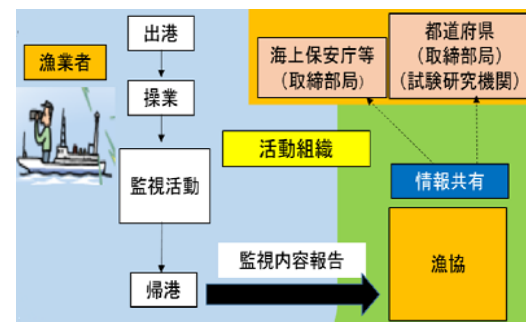 出港
漁業者
操業
監視活動
帰港
監視内容報告
活動組織
海上保安庁等
（取締部局）
都道府県
（取締部局）
（試験研究機関）
情報共有
漁協